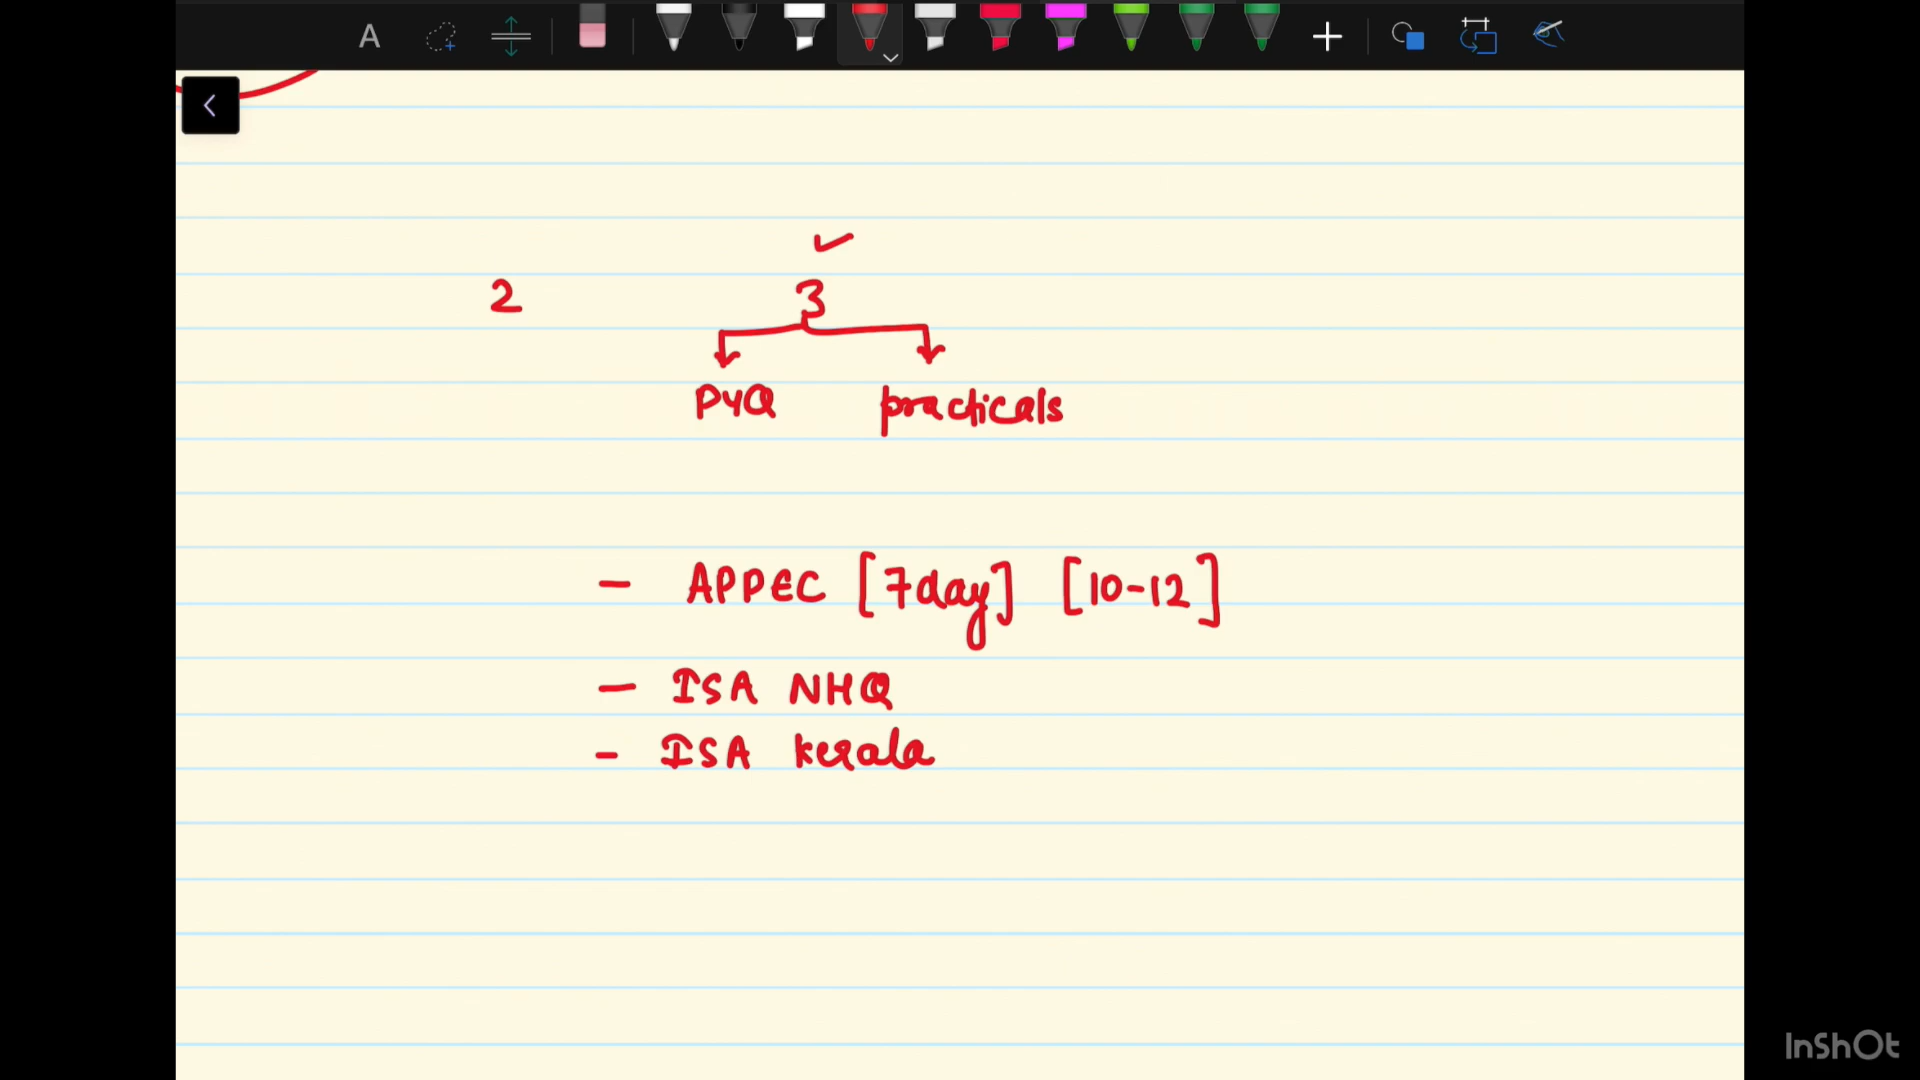 A
2 3
PYQ practicals
- APPEC [7day] [10-12]
- ISA NHQ
- ISA kerala
InShOt